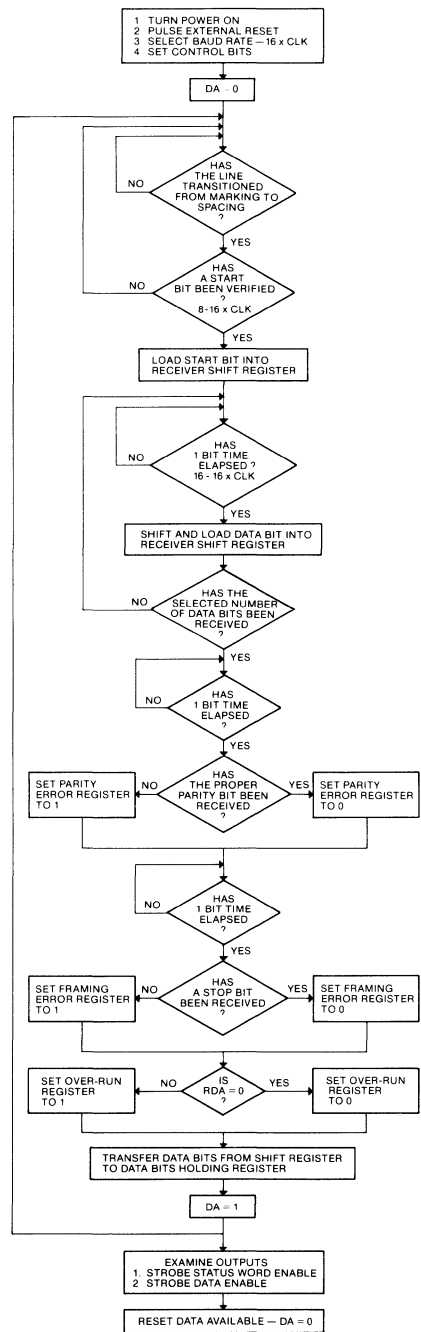 1 TURN POWER ON
2 PULSE EXTERNAL RESET
3 SELECT BAUD RATE — 16 x CLK
4 SET CONTROL BITS
DA - 0
HAS
THE LINE
TRANSITIONED
FROM MARKING TO
SPACING
?
NO
YES
HAS
A START
BIT BEEN VERIFIED
?
8-16 x CLK
NO
YES
LOAD START BIT INTO
RECEIVER SHIFT REGISTER
HAS
1 BIT TIME
ELAPSED ?
16 - 16 x CLK
NO
YES
SHIFT AND LOAD DATA BIT INTO
RECEIVER SHIFT REGISTER
HAS THE
SELECTED NUMBER
OF DATA BITS BEEN
RECEIVED
?
NO
YES
HAS
1 BIT TIME
ELAPSED
?
NO
YES
HAS
THE PROPER
PARITY BIT BEEN
RECEIVED
?
NO
YES
SET PARITY
ERROR REGISTER
TO 1
SET PARITY
ERROR REGISTER
TO 0
HAS
1 BIT TIME
ELAPSED
?
NO
YES
HAS
A STOP BIT
BEEN RECEIVED
?
NO
YES
SET FRAMING
ERROR REGISTER
TO 1
SET FRAMING
ERROR REGISTER
TO 0
IS
RDA = 0
?
NO
YES
SET OVER-RUN
REGISTER
TO 1
SET OVER-RUN
REGISTER
TO 0
TRANSFER DATA BITS FROM SHIFT REGISTER
TO DATA BITS HOLDING REGISTER
DA = 1
EXAMINE OUTPUTS
1. STROBE STATUS WORD ENABLE
2 STROBE DATA ENABLE
RESET DATA AVAILABLE — DA = 0